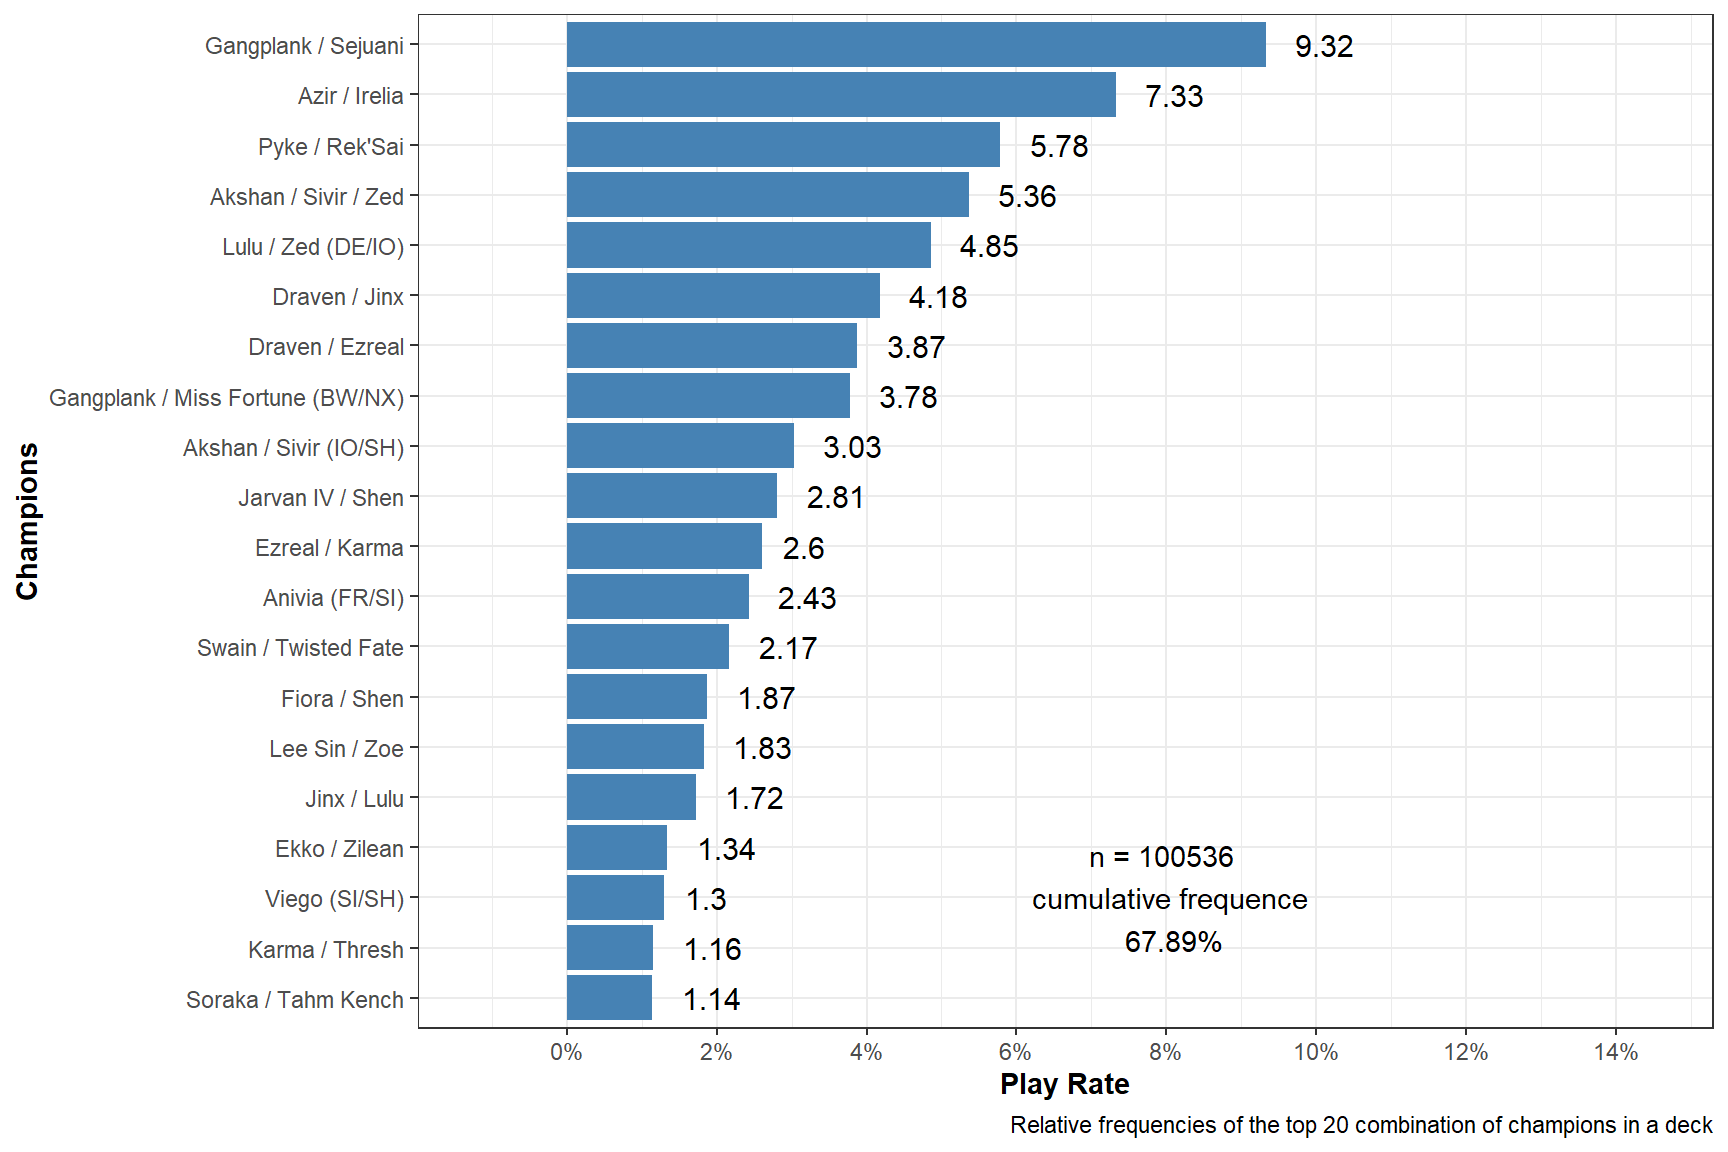 Gangplank / Sejuani 9.32
Azir / Irelia 7.33
Pyke / Rek'Sai 5.78
Akshan / Sivir / Zed 5.36
Lulu / Zed (DE/IO) 4.85
Draven / Jinx 4.18
Draven / Ezreal 3.87
Gangplank / Miss Fortune (BW/NX) 3.78
Akshan / Sivir (IO/SH) 3.03
Jarvan IV / Shen 2.81
Ezreal / Karma 2.6
Anivia (FR/SI) 2.43
Swain / Twisted Fate 2.17
Fiora / Shen 1.87
Lee Sin / Zoe 1.83
Jinx / Lulu 1.72
Ekko / Zilean 1.34
Viego (SI/SH) 1.3
Karma / Thresh 1.16
Soraka / Tahm Kench 1.14
n = 100536
cumulative frequence
67.89%
Champions
0% 2% 4% 6% 8% 10% 12% 14%
Play Rate
Relative frequencies of the top 20 combination of champions in a deck